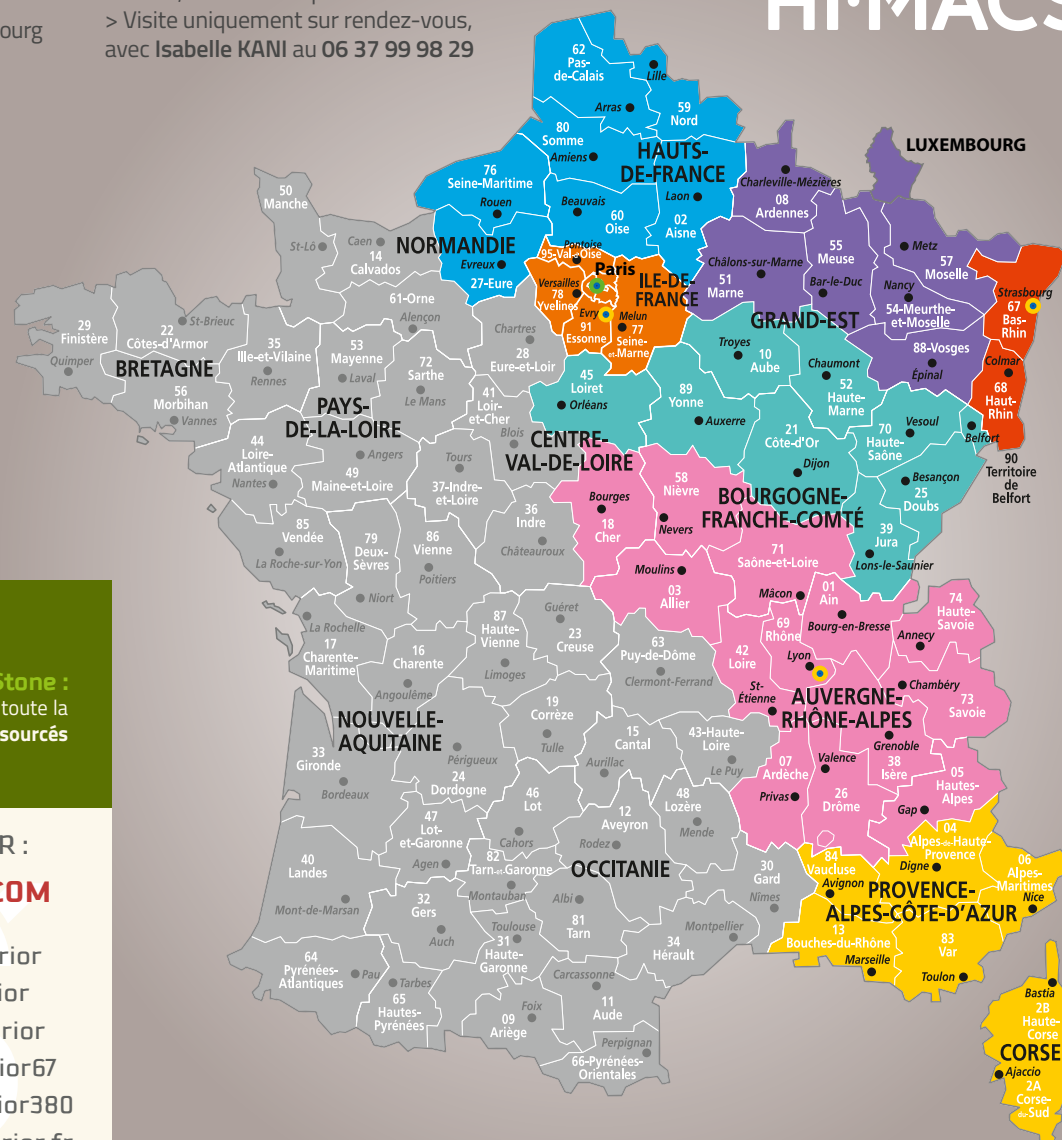 ourg
> Visite uniquement sur rendez-vous,
avec Isabelle KANI au 06 37 99 98 29
HI-MACS
62
Pas-
de-Calais
Lille
Arras
59
Nord
80
Somme
Amiens
HAUTS-
DE-FRANCE
LUXEMBOURG
76
Seine-Maritime
Rouen
Beauvais
60
Oise
Laon
02
Aisne
Charleville-Mézières
08
Ardennes
50
Manche
St-Lô
Caen
14
Calvados
NORMANDIE
Evreux
27-Eure
Pontoise
95-Val-d'Oise
Paris
ILE-DE-
FRANCE
Versailles
78
Yvelines
Evry
Melun
91
Essonne
77
Seine-
et-Marne
Châlons-sur-Marne
51
Marne
55
Meuse
Bar-le-Duc
Metz
57
Moselle
Nancy
54-Meurthe-
et-Moselle
Strasbourg
67
Bas-
Rhin
GRAND-EST
88-Vosges
Épinal
Colmar
68
Haut-
Rhin
61-Orne
Alençon
29
Finistère
Quimper
22
Côtes-d'Armor
St-Brieuc
BRETAGNE
56
Morbihan
Vannes
35
Ille-et-Vilaine
Rennes
53
Mayenne
Laval
72
Sarthe
Le Mans
Chartres
28
Eure-et-Loir
45
Loiret
Orléans
41
Loir-
et-Cher
Blois
Troyes
10
Aube
Chaumont
52
Haute-
Marne
89
Yonne
Auxerre
21
Côte-d'Or
Dijon
70
Haute-
Saône
Vesoul
Belfort
90
Territoire
de
Belfort
PAYS-
DE-LA-LOIRE
44
Loire-
Atlantique
Nantes
49
Maine-et-Loire
Angers
Tours
37-Indre-
et-Loire
CENTRE-
VAL-DE-LOIRE
58
Nièvre
Nevers
BOURGOGNE-
FRANCHE-COMTÉ
Besançon
25
Doubs
39
Jura
Lons-le-Saunier
85
Vendée
La Roche-sur-Yon
79
Deux-
Sèvres
Niort
86
Vienne
Poitiers
36
Indre
Châteauroux
Bourges
18
Cher
Moulins
03
Allier
71
Saône-et-Loire
Mâcon
01
Ain
Bourg-en-Bresse
74
Haute-
Savoie
Annecy
La Rochelle
17
Charente-
Maritime
16
Charente
Angoulême
87
Haute-
Vienne
Limoges
Guéret
23
Creuse
63
Puy-de-Dôme
Clermont-Ferrand
42
Loire
69
Rhône
Lyon
St-
Étienne
Chambéry
73
Savoie
AUVERGNE-
RHÔNE-ALPES
Grenoble
38
Isère
Stone :
toute la
sourcés
NOUVELLE-
AQUITAINE
33
Gironde
Bordeaux
Périgueux
24
Dordogne
19
Corrèze
Tulle
15
Cantal
Aurillac
43-Haute-
Loire
Le Puy
07
Ardèche
Privas
Valence
26
Drôme
05
Hautes-
Alpes
Gap
47
Lot-
et-Garonne
Agen
46
Lot
Cahors
12
Aveyron
Rodez
48
Lozère
Mende
40
Landes
Mont-de-Marsan
82
Tarn-et-Garonne
Montauban
OCCITANIE
Albi
81
Tarn
30
Gard
Nîmes
84
Vaucluse
Avignon
04
Alpes-de-Haute-
Provence
Digne
06
Alpes-
Maritimes
Nice
PROVENCE-
ALPES-CÔTE-D'AZUR
13
Bouches-du-Rhône
Marseille
83
Var
Toulon
32
Gers
Auch
Toulouse
31
Haute-
Garonne
34
Hérault
Montpellier
64
Pyrénées-
Atlantiques
Pau
Tarbes
65
Hautes-
Pyrénées
Foix
09
Ariège
Carcassonne
11
Aude
Perpignan
66-Pyrénées-
Orientales
Bastia
2B
Haute-
Corse
CORSE
Ajaccio
2A
Corse-
du-Sud
R :
COM
rior
ior
rior
ior67
ior380
rior.fr